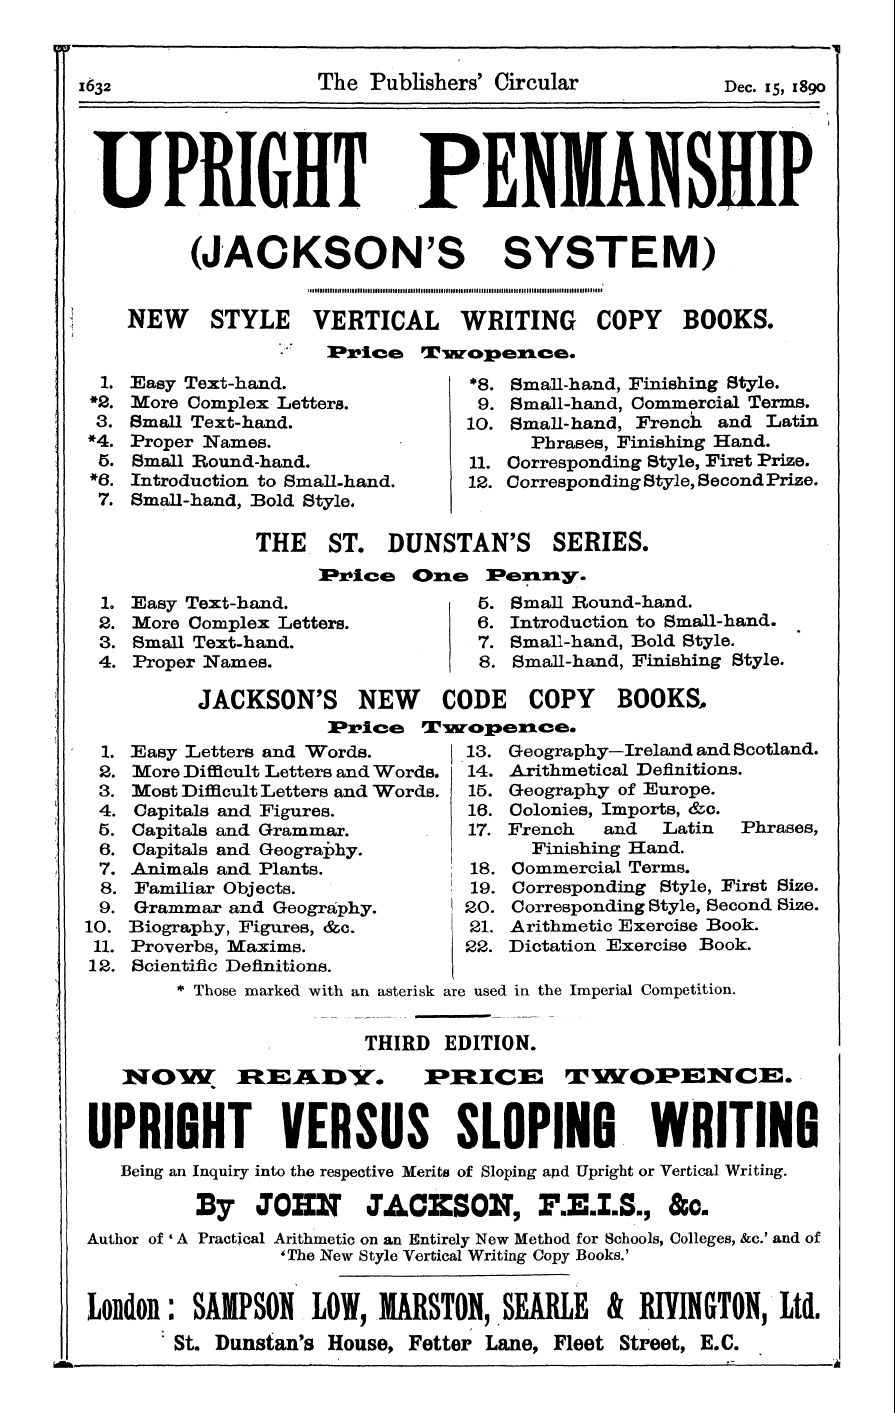 1632 The Publishers' Circular Dec. 15, 1890
UPRIGHT PENMANSHIP
(JACKSON'S SYSTEM)
NEW STYLE VERTICAL WRITING COPY BOOKS.
Price Twopence.
1. Easy Text-hand.
*2. More Complex Letters.
3. Small Text-hand.
*4. Proper Names.
5. Small Round-hand.
*6. Introduction to Small-hand.
7. Small-hand, Bold Style.
*8. Small-hand, Finishing Style.
9. Small-hand, Commercial Terms.
10. Small-hand, French and Latin
Phrases, Finishing Hand.
11. Corresponding Style, First Prize.
12. Corresponding Style, Second Prize.
THE ST. DUNSTAN'S SERIES.
Price One Penny.
1. Easy Text-hand.
2. More Complex Letters.
3. Small Text-hand.
4. Proper Names.
5. Small Round-hand.
6. Introduction to Small-hand.
7. Small-hand, Bold Style.
8. Small-hand, Finishing Style.
JACKSON'S NEW CODE COPY BOOKS.
Price Twopence.
1. Easy Letters and Words.
2. More Difficult Letters and Words.
3. Most Difficult Letters and Words.
4. Capitals and Figures.
5. Capitals and Grammar.
6. Capitals and Geography.
7. Animals and Plants.
8. Familiar Objects.
9. Grammar and Geography.
10. Biography, Figures, &c.
11. Proverbs, Maxims.
12. Scientific Definitions.
13. Geography—Ireland and Scotland.
14. Arithmetical Definitions.
15. Geography of Europe.
16. Colonies, Imports, &c.
17. French and Latin Phrases,
Finishing Hand.
18. Commercial Terms.
19. Corresponding Style, First Size.
20. Corresponding Style, Second Size.
21. Arithmetic Exercise Book.
22. Dictation Exercise Book.
* Those marked with an asterisk are used in the Imperial Competition.
THIRD EDITION.
NOW READY. PRICE TWOPENCE.
UPRIGHT VERSUS SLOPING WRITING
Being an Inquiry into the respective Merits of Sloping and Upright or Vertical Writing.
By JOHN JACKSON, F.E.I.S., &c.
Author of 'A Practical Arithmetic on an Entirely New Method for Schools, Colleges, &c.' and of
'The New Style Vertical Writing Copy Books.'
London: SAMPSON LOW, MARSTON, SEARLE & RIVINGTON, Ltd.
St. Dunstan's House, Fetter Lane, Fleet Street, E.C.